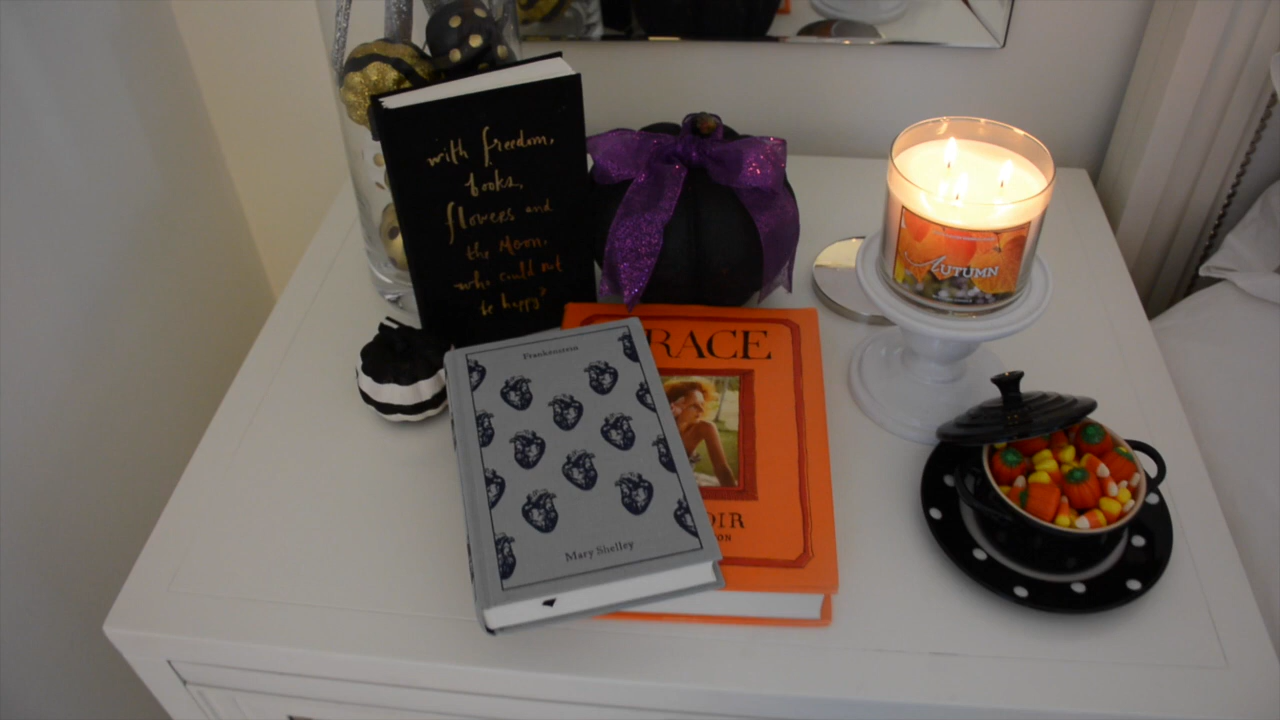 with freedom,
books,
flowers and
the moon,
who could not
be happy?
Frankenstein
Mary Shelley
RACE
OIR
ON
AUTUMN